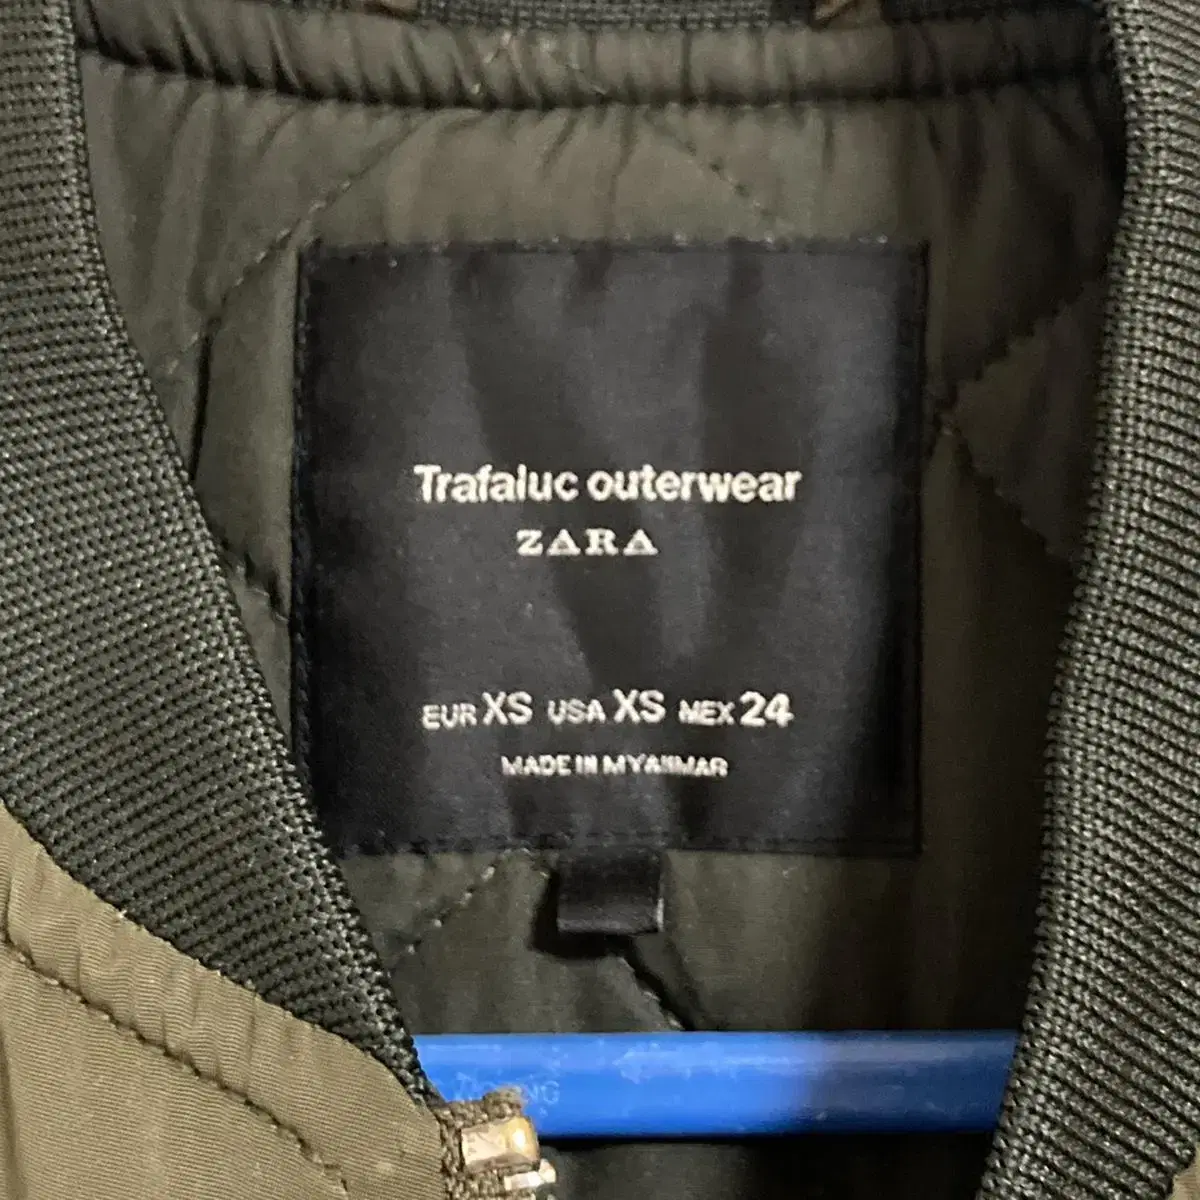 Trafaluc outerwear
ZARA
EUR XS USA XS MEX 24
MADE IN MYANMAR